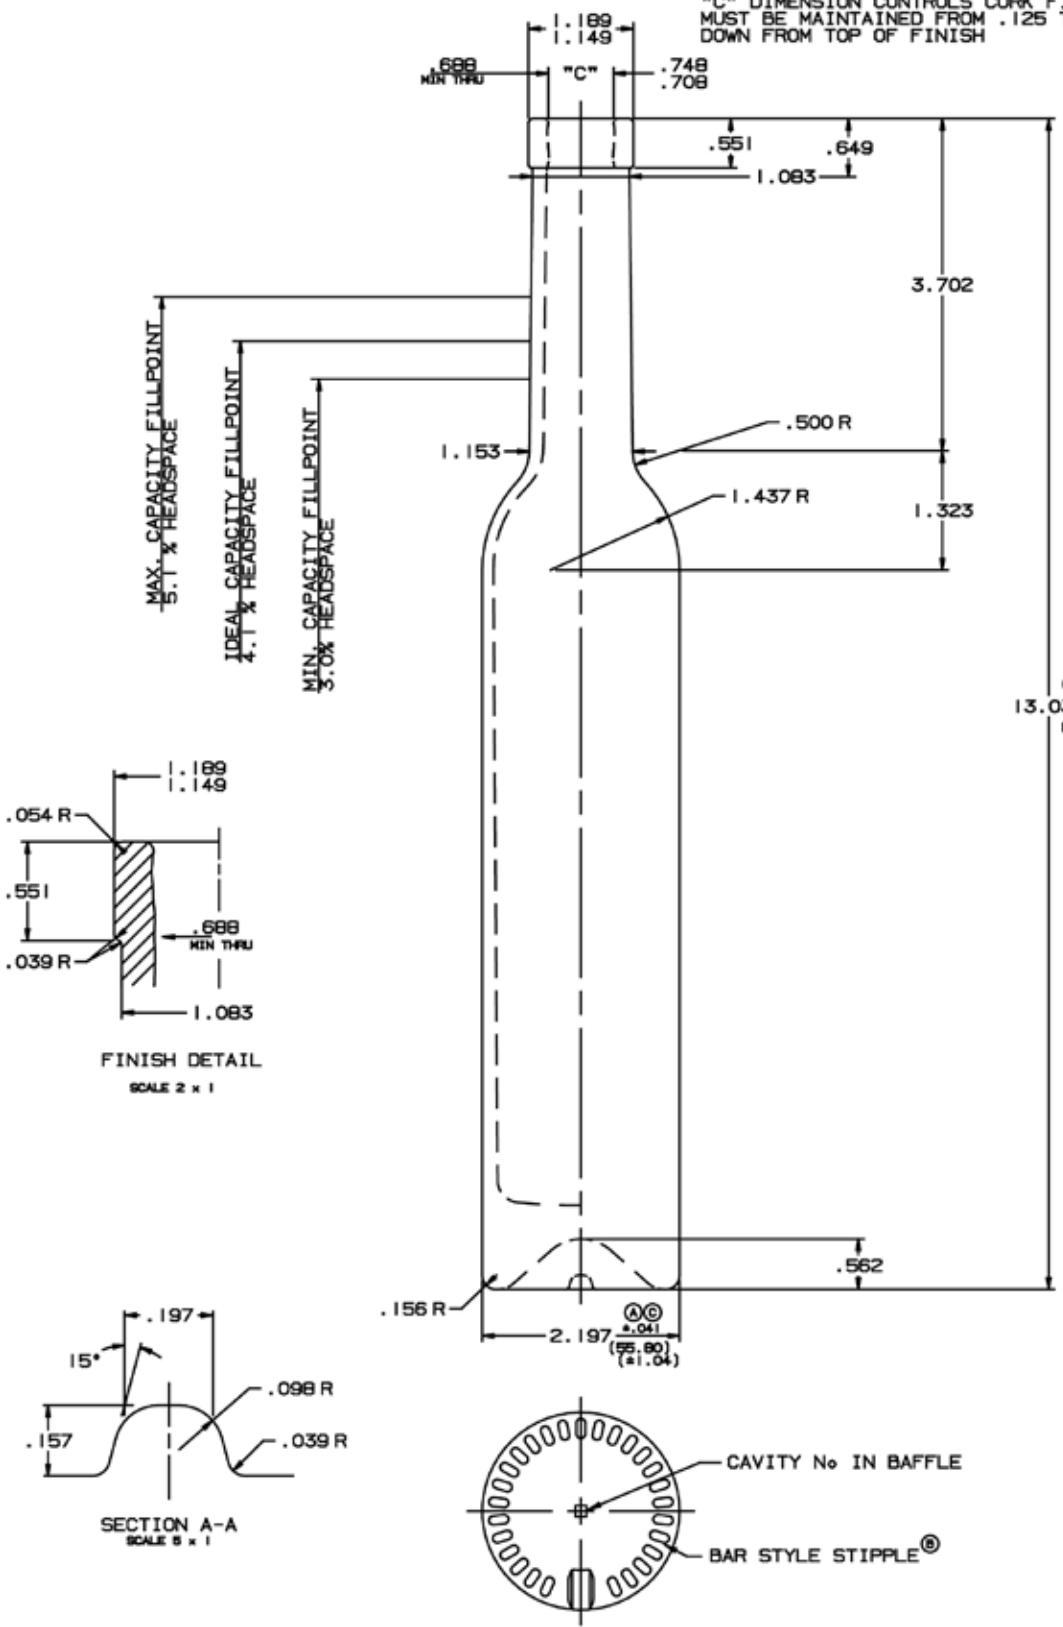 "C" DIMENSION CONTROLS CORK
MUST BE MAINTAINED FROM .125
DOWN FROM TOP OF FINISH
1.189
1.149
.688
MIN THRU
"C"
.748
.708
.551
.649
1.083
3.702
MAX. CAPACITY FILLPOINT
5.1 % HEADSPACE
IDEAL CAPACITY FILLPOINT
4.1 % HEADSPACE
MIN. CAPACITY FILLPOINT
3.0% HEADSPACE
.500 R
1.153
1.437 R
1.323
13.03
1.189
1.149
.054 R
.551
.688
MIN THRU
.039 R
1.083
FINISH DETAIL
SCALE 2 x 1
.562
.156 R
A C
2.197 ±.041
(55.80)
(±1.04)
.197
15°
.098 R
.157
.039 R
SECTION A-A
SCALE 5 x 1
CAVITY No IN BAFFLE
BAR STYLE STIPPLE B